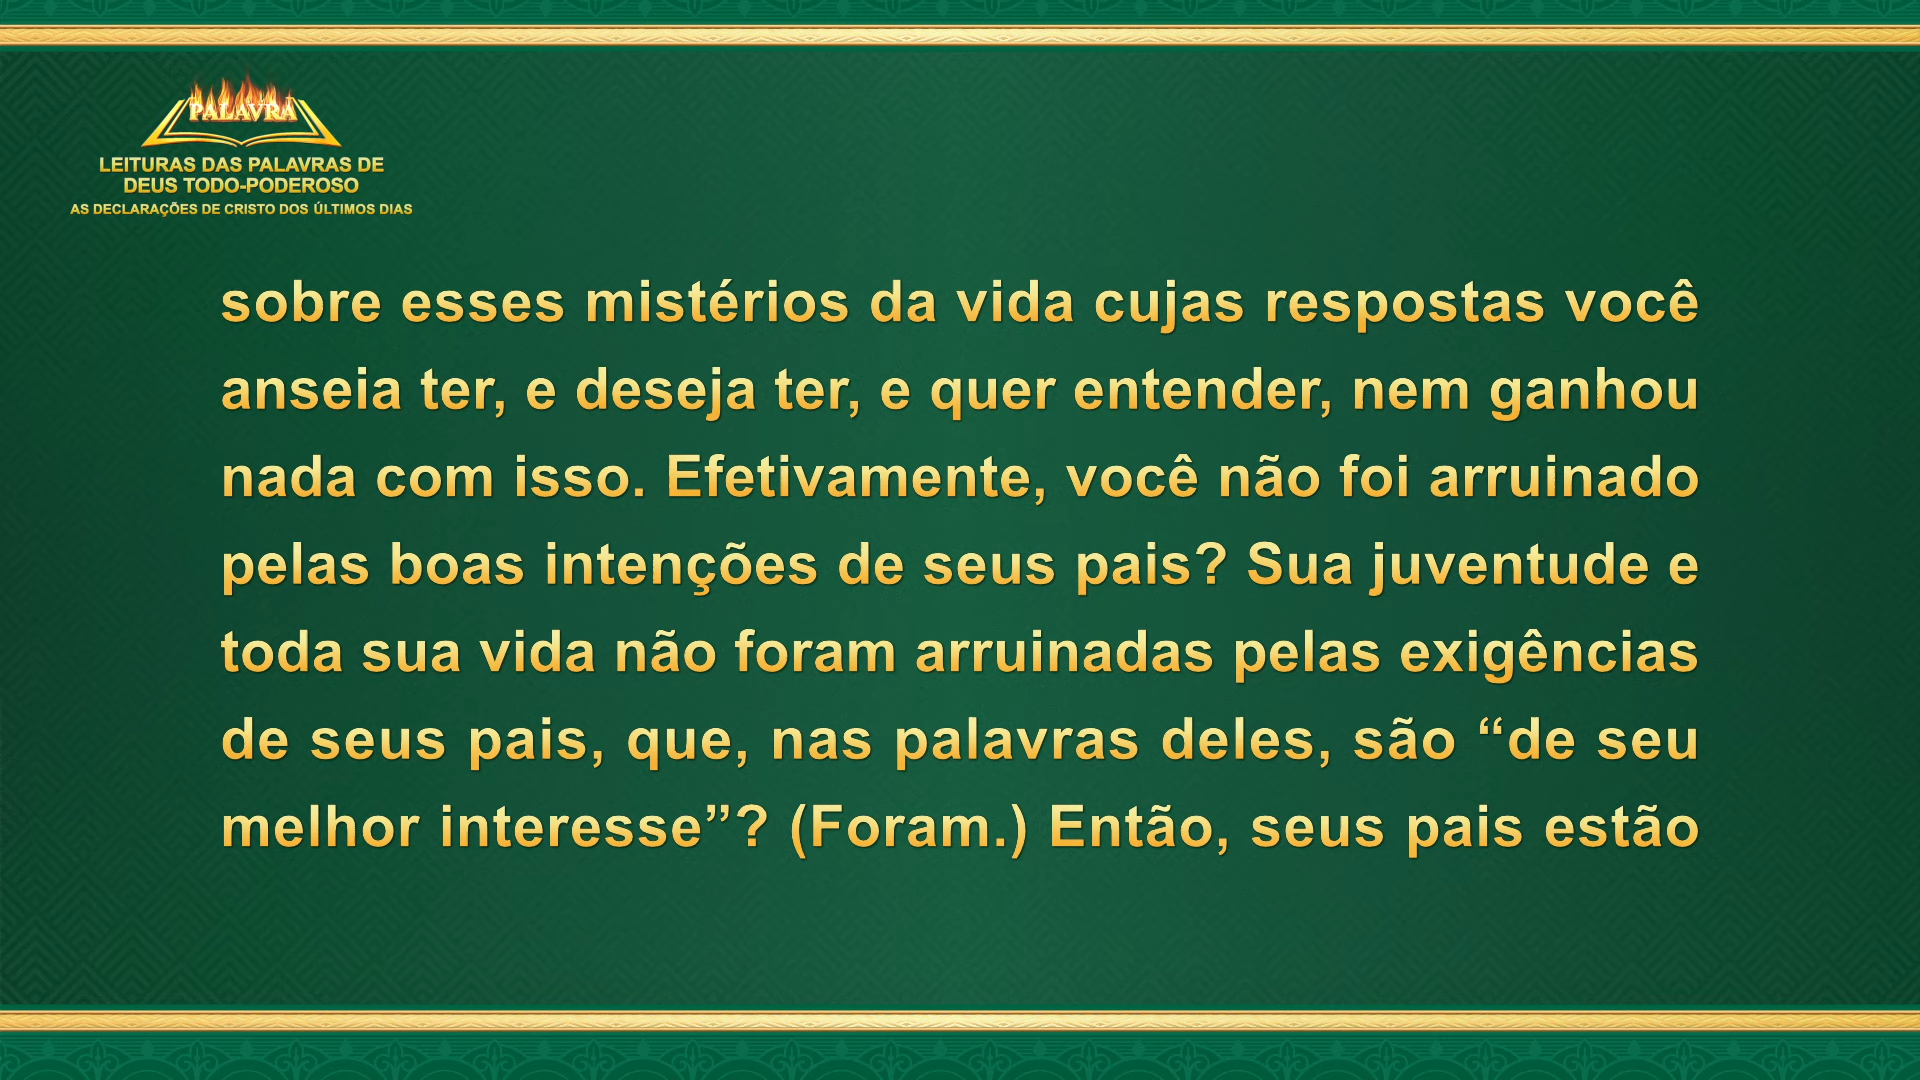 PALAVRA
LEITURAS DAS PALAVRAS DE
DEUS TODO-PODEROSO
AS DECLARAÇÕES DE CRISTO DOS ÚLTIMOS DIAS
sobre esses mistérios da vida cujas respostas você
anseia ter, e deseja ter, e quer entender, nem ganhou
nada com isso. Efetivamente, você não foi arruinado
pelas boas intenções de seus pais? Sua juventude e
toda sua vida não foram arruinadas pelas exigências
de seus pais, que, nas palavras deles, são “de seu
melhor interesse”? (Foram.) Então, seus pais estão